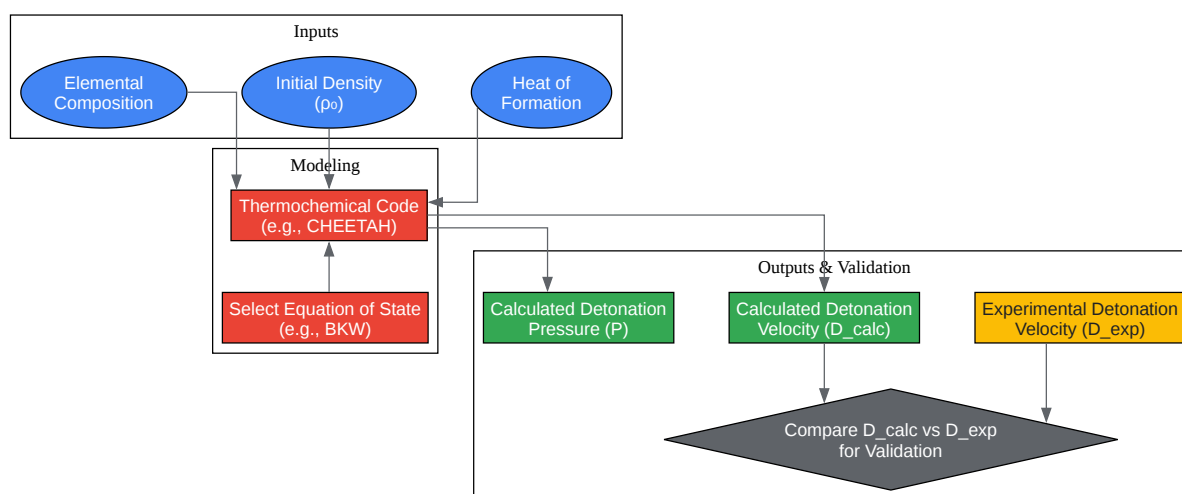 Inputs
Elemental
Composition
Initial Density
(ρ₀)
Heat of
Formation
Modeling
Thermochemical Code
(e.g., CHEETAH)
Select Equation of State
(e.g., BKW)
Outputs & Validation
Calculated Detonation
Pressure (P)
Calculated Detonation
Velocity (D_calc)
Experimental Detonation
Velocity (D_exp)
Compare D_calc vs D_exp
for Validation